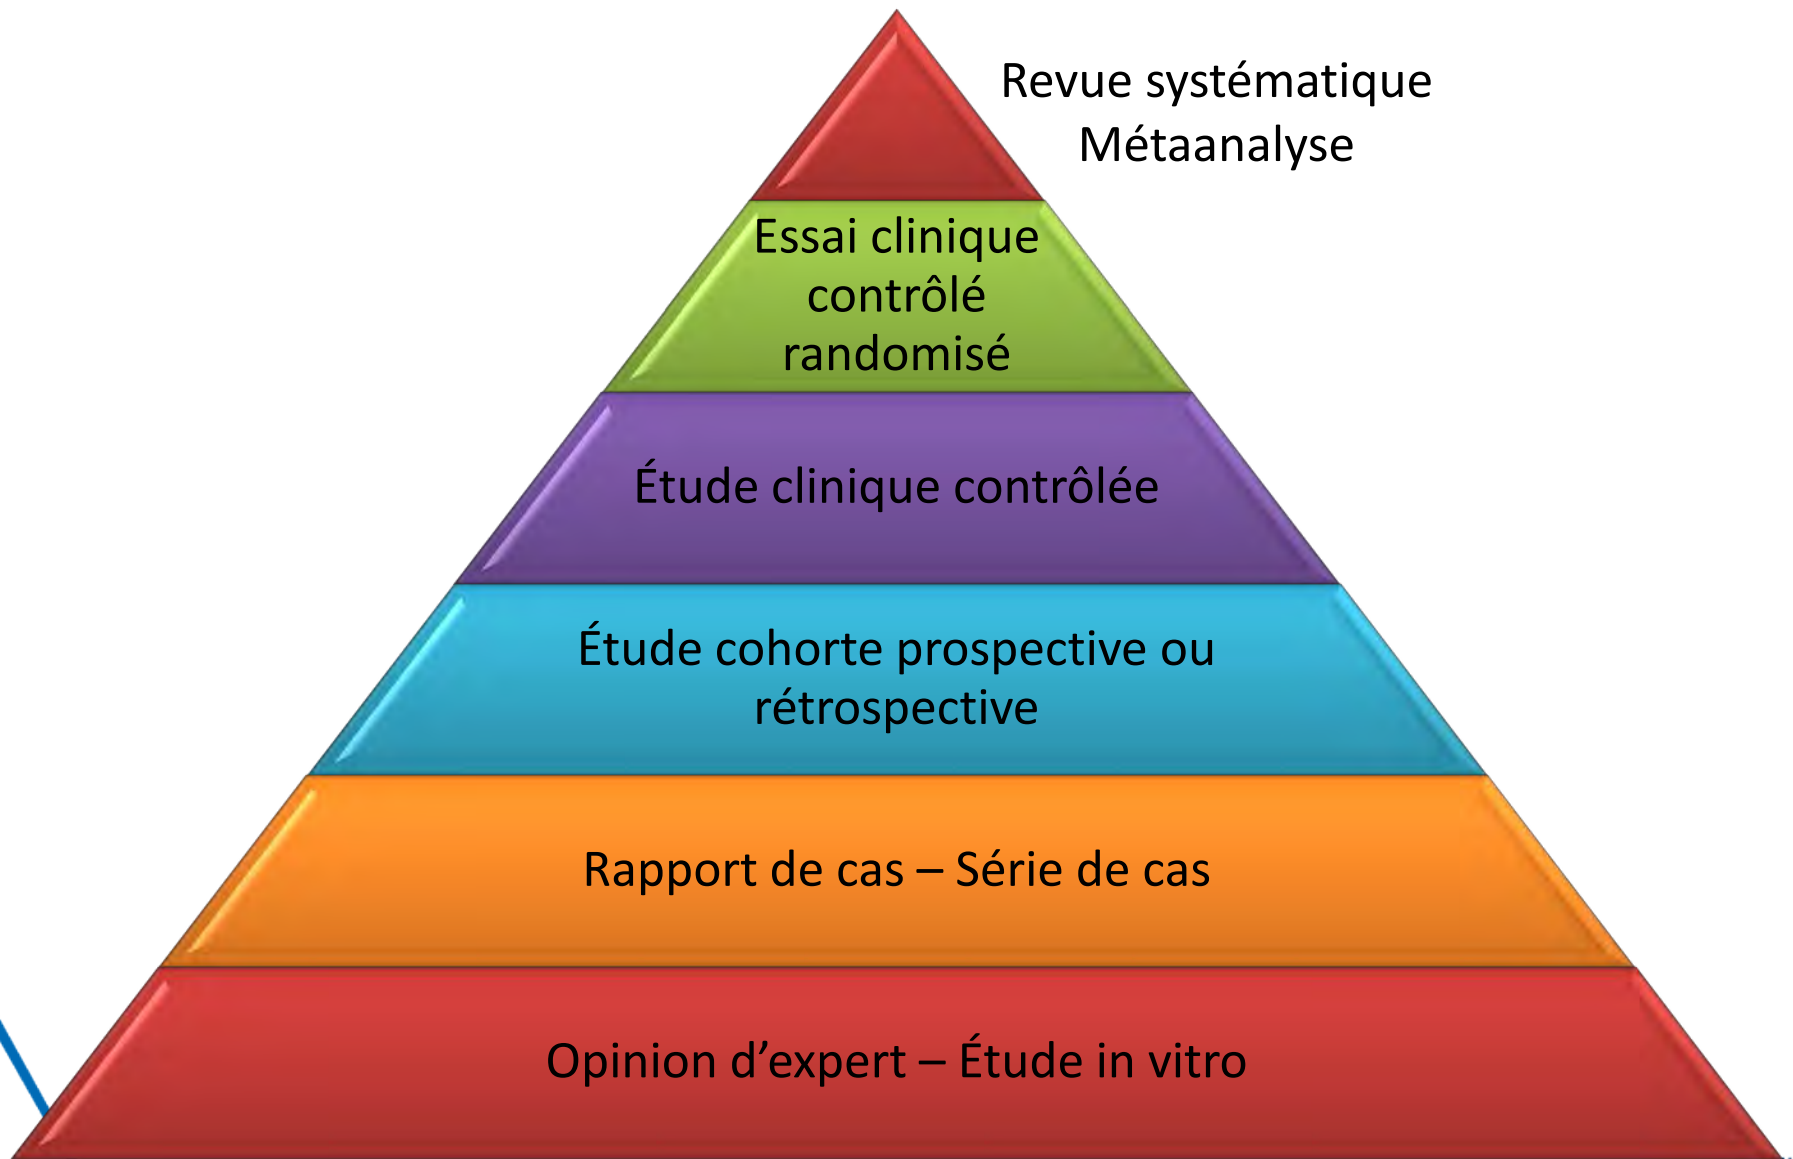 Revue systématique
Métaanalyse
Essai clinique
contrôlé
randomisé
Étude clinique contrôlée
Étude cohorte prospective ou
rétrospective
Rapport de cas – Série de cas
Opinion d’expert – Étude in vitro